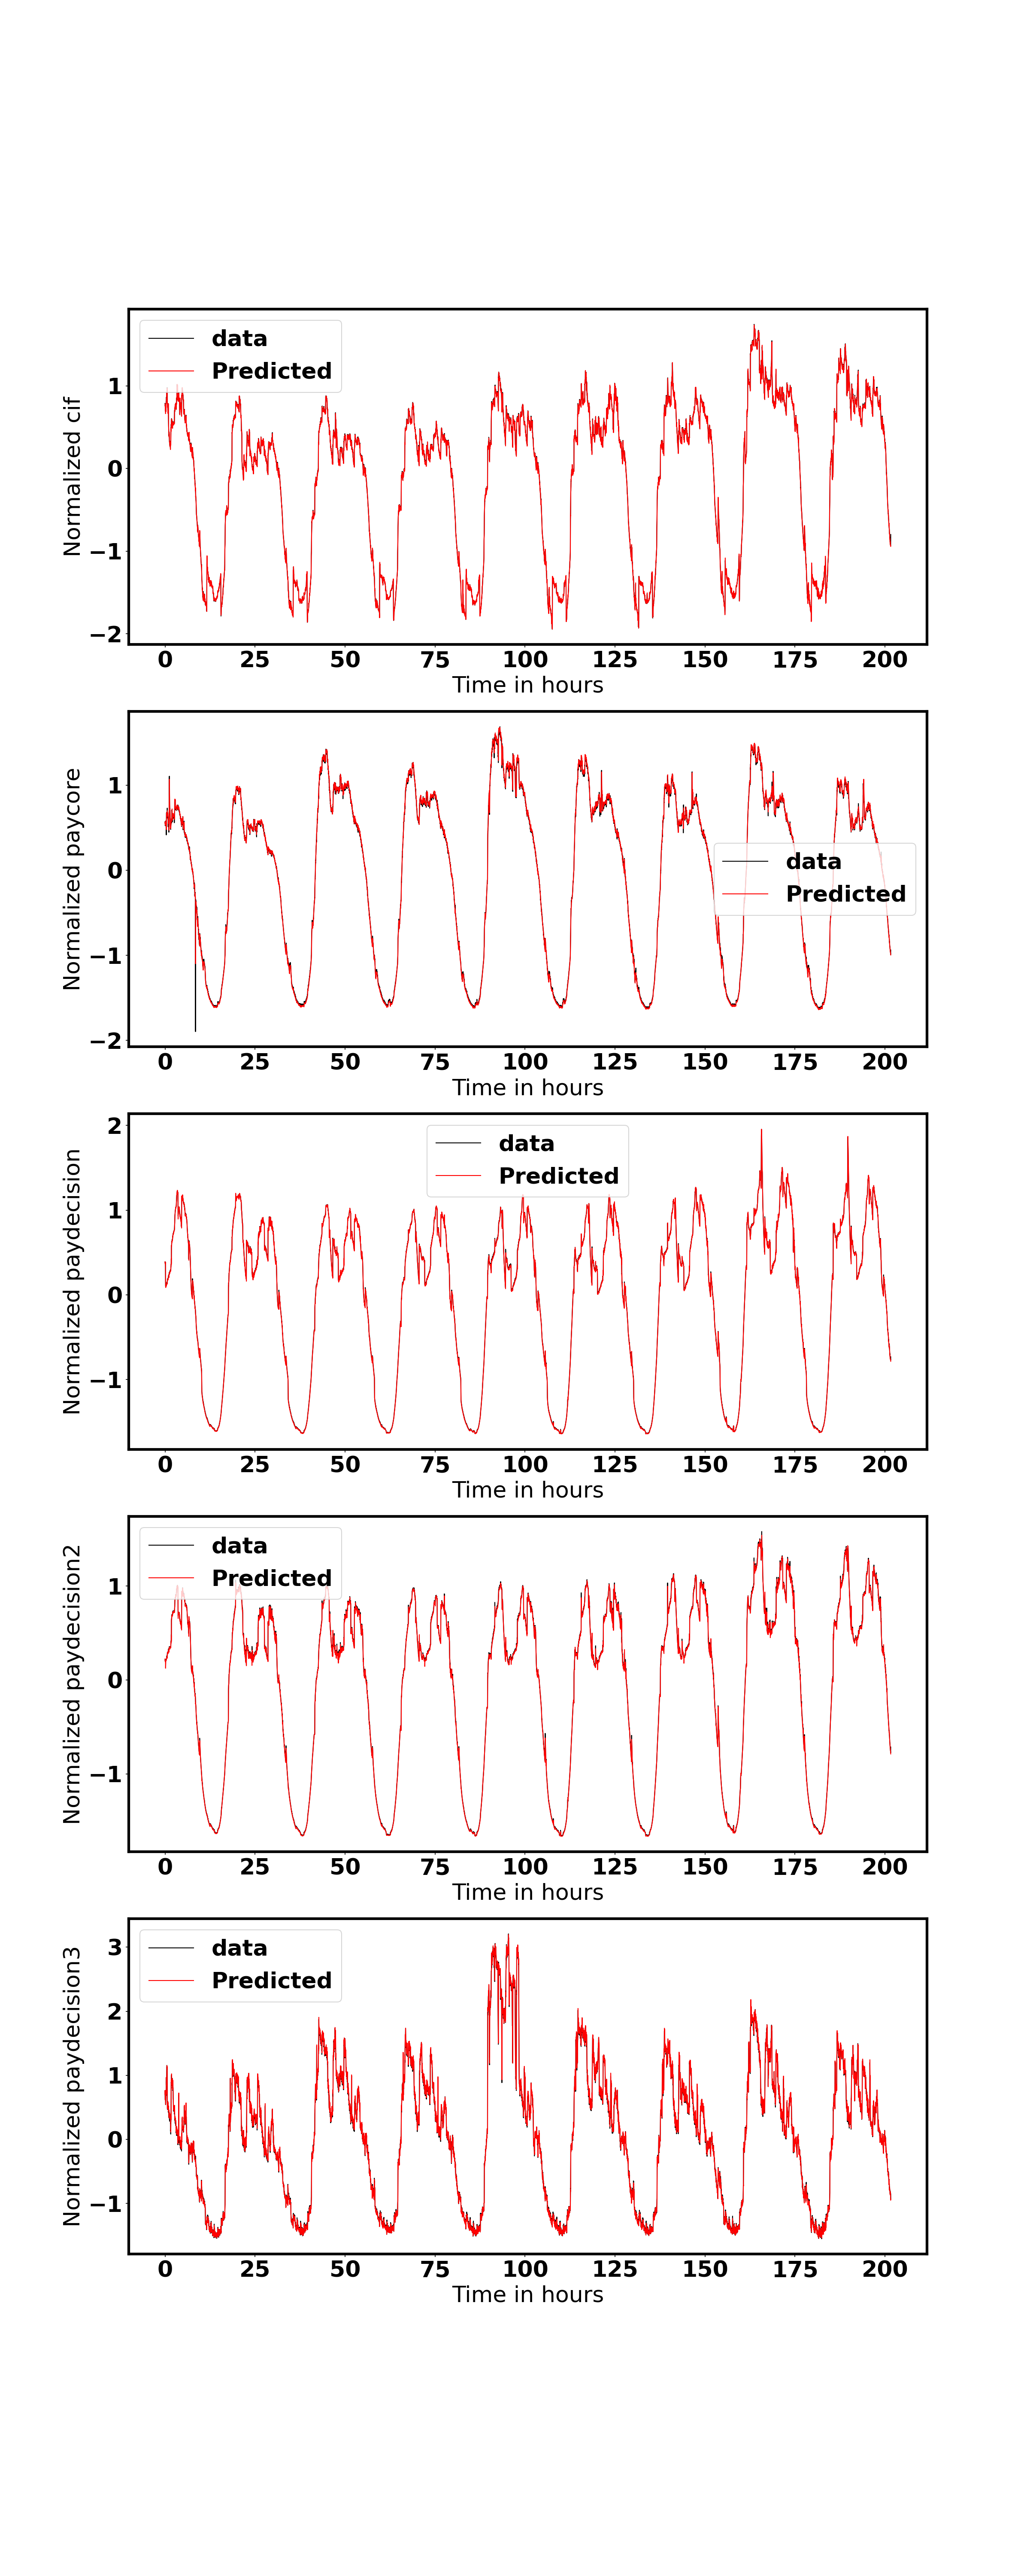 data
Predicted
Normalized cif
1
0
−1
−2
0 25 50 75 100 125 150 175 200
Time in hours
Normalized paycore
1
0
−1
−2
data
Predicted
0 25 50 75 100 125 150 175 200
Time in hours
Normalized paydecision
2
1
0
−1
data
Predicted
0 25 50 75 100 125 150 175 200
Time in hours
data
Predicted
Normalized paydecision2
1
0
−1
0 25 50 75 100 125 150 175 200
Time in hours
data
Predicted
Normalized paydecision3
3
2
1
0
−1
0 25 50 75 100 125 150 175 200
Time in hours